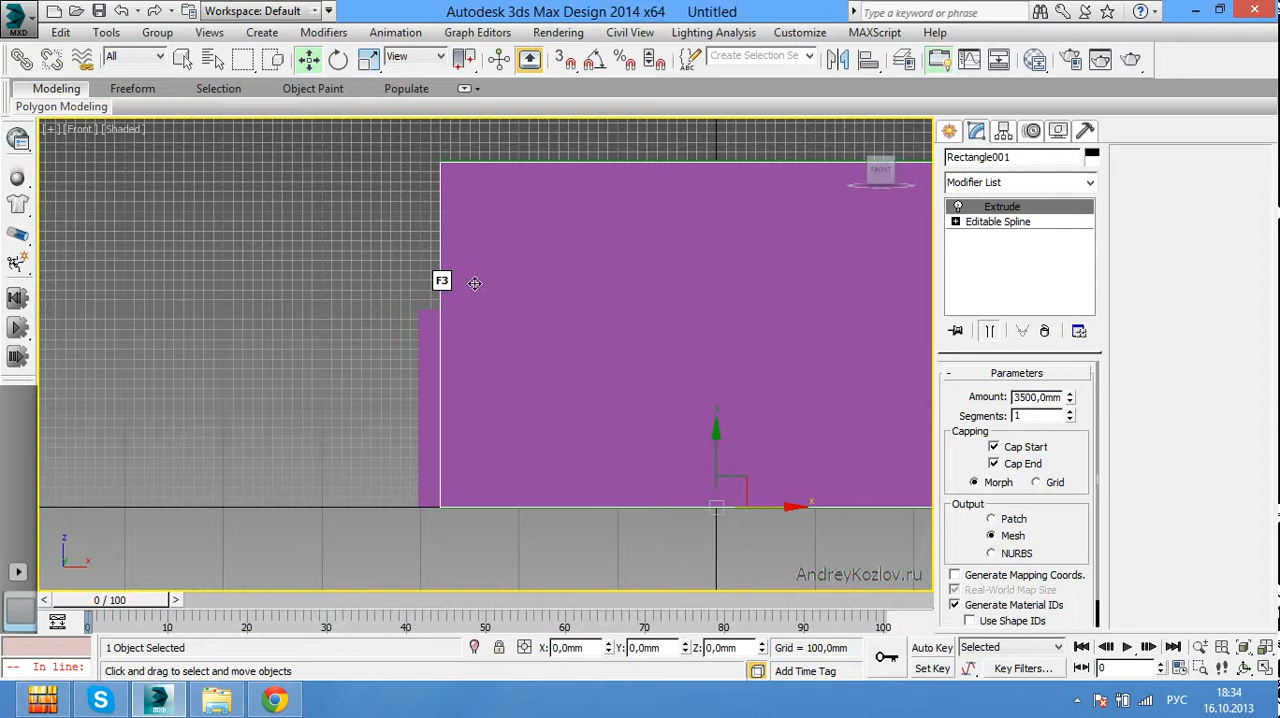 Workspace: Default
Autodesk 3ds Max Design 2014 x64
Untitled
Type a keyword or phrase
MXD
Edit
Tools
Group
Views
Create
Modifiers
Animation
Graph Editors
Rendering
Civil View
Lighting Analysis
Customize
MAXScript
Help
All
View
3
Create Selection Se
Modeling
Freeform
Selection
Object Paint
Populate
Polygon Modeling
[+] [Front] [Shaded]
FRONT
F3
x
z
x
AndreyKozlov.ru
Rectangle001
Modifier List
Extrude
Editable Spline
- Parameters
Amount: 3500,0mm
Segments: 1
Capping
Cap Start
Cap End
Morph Grid
Output
Patch
Mesh
NURBS
Generate Mapping Coords.
Real-World Map Size
Generate Material IDs
Use Shape IDs
< 0 / 100 >
0 10 20 30 40 50 60 70 80 90 100
1 Object Selected
X: 0,0mm
Y: 0,0mm
Z: 0,0mm
Grid = 100,0mm
Auto Key
Selected
-- In line:
Click and drag to select and move objects
Add Time Tag
Set Key
Key Filters...
0
РУС
18:34
16.10.2013